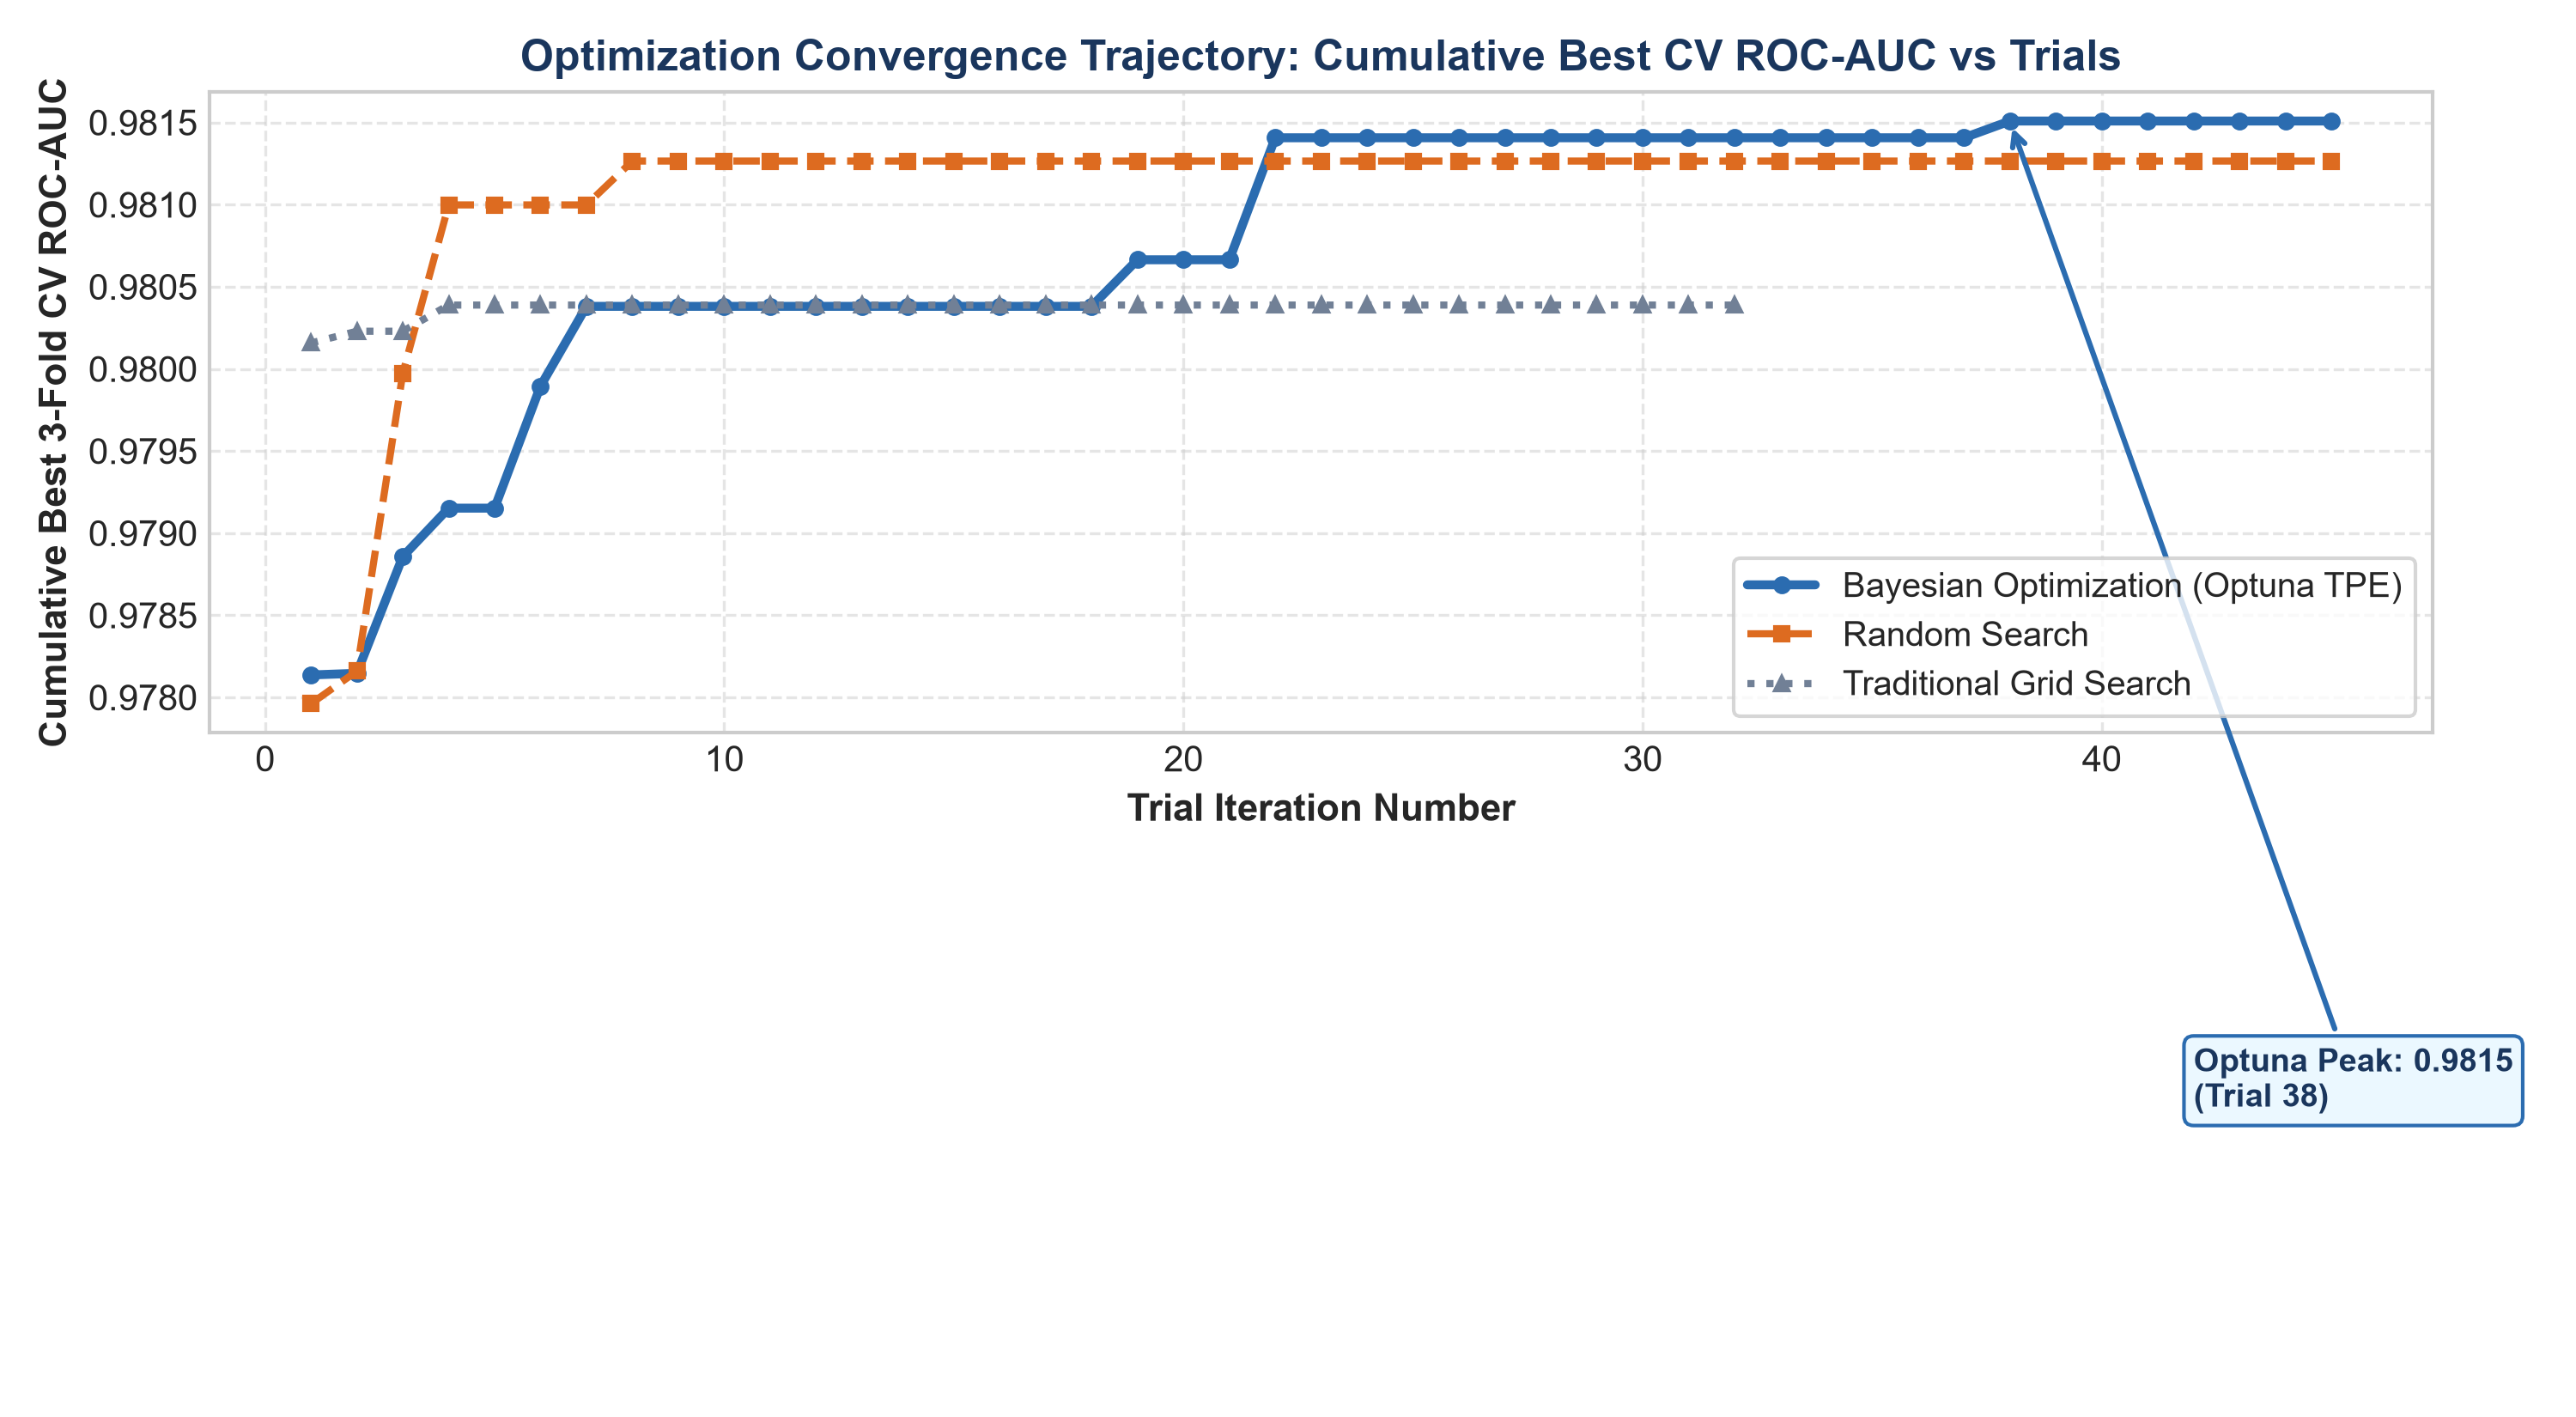 Optimization Convergence Trajectory: Cumulative Best CV ROC-AUC vs Trials
Cumulative Best 3-Fold CV ROC-AUC
0.9815
0.9810
0.9805
0.9800
0.9795
0.9790
0.9785
0.9780
0
10
20
30
40
Trial Iteration Number
Bayesian Optimization (Optuna TPE)
Random Search
Traditional Grid Search
Optuna Peak: 0.9815
(Trial 38)